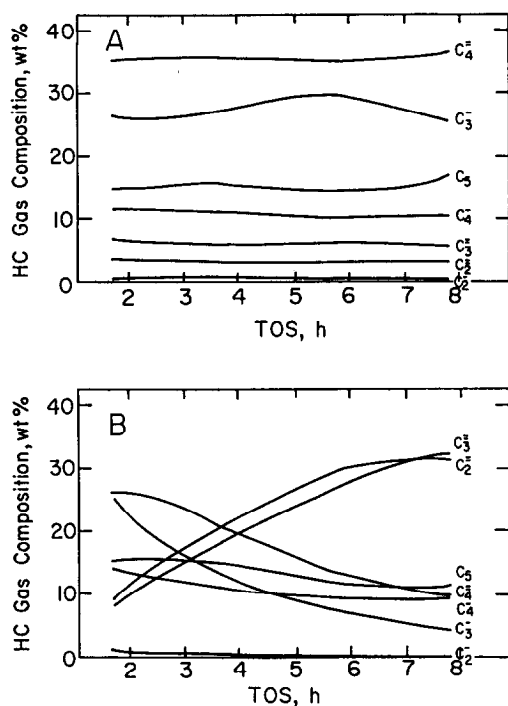 A
HC Gas Composition, wt %
40
30
20
10
0
C₄⁼
C₃⁻
C₅
C₄⁻
C₃⁼
C₂⁼
C₂⁻
2 3 4 5 6 7 8
TOS, h
B
HC Gas Composition, wt %
40
30
20
10
0
C₃⁼
C₂⁼
C₅
C₄⁼
C₄⁻
C₃⁻
C₂⁻
2 3 4 5 6 7 8
TOS, h